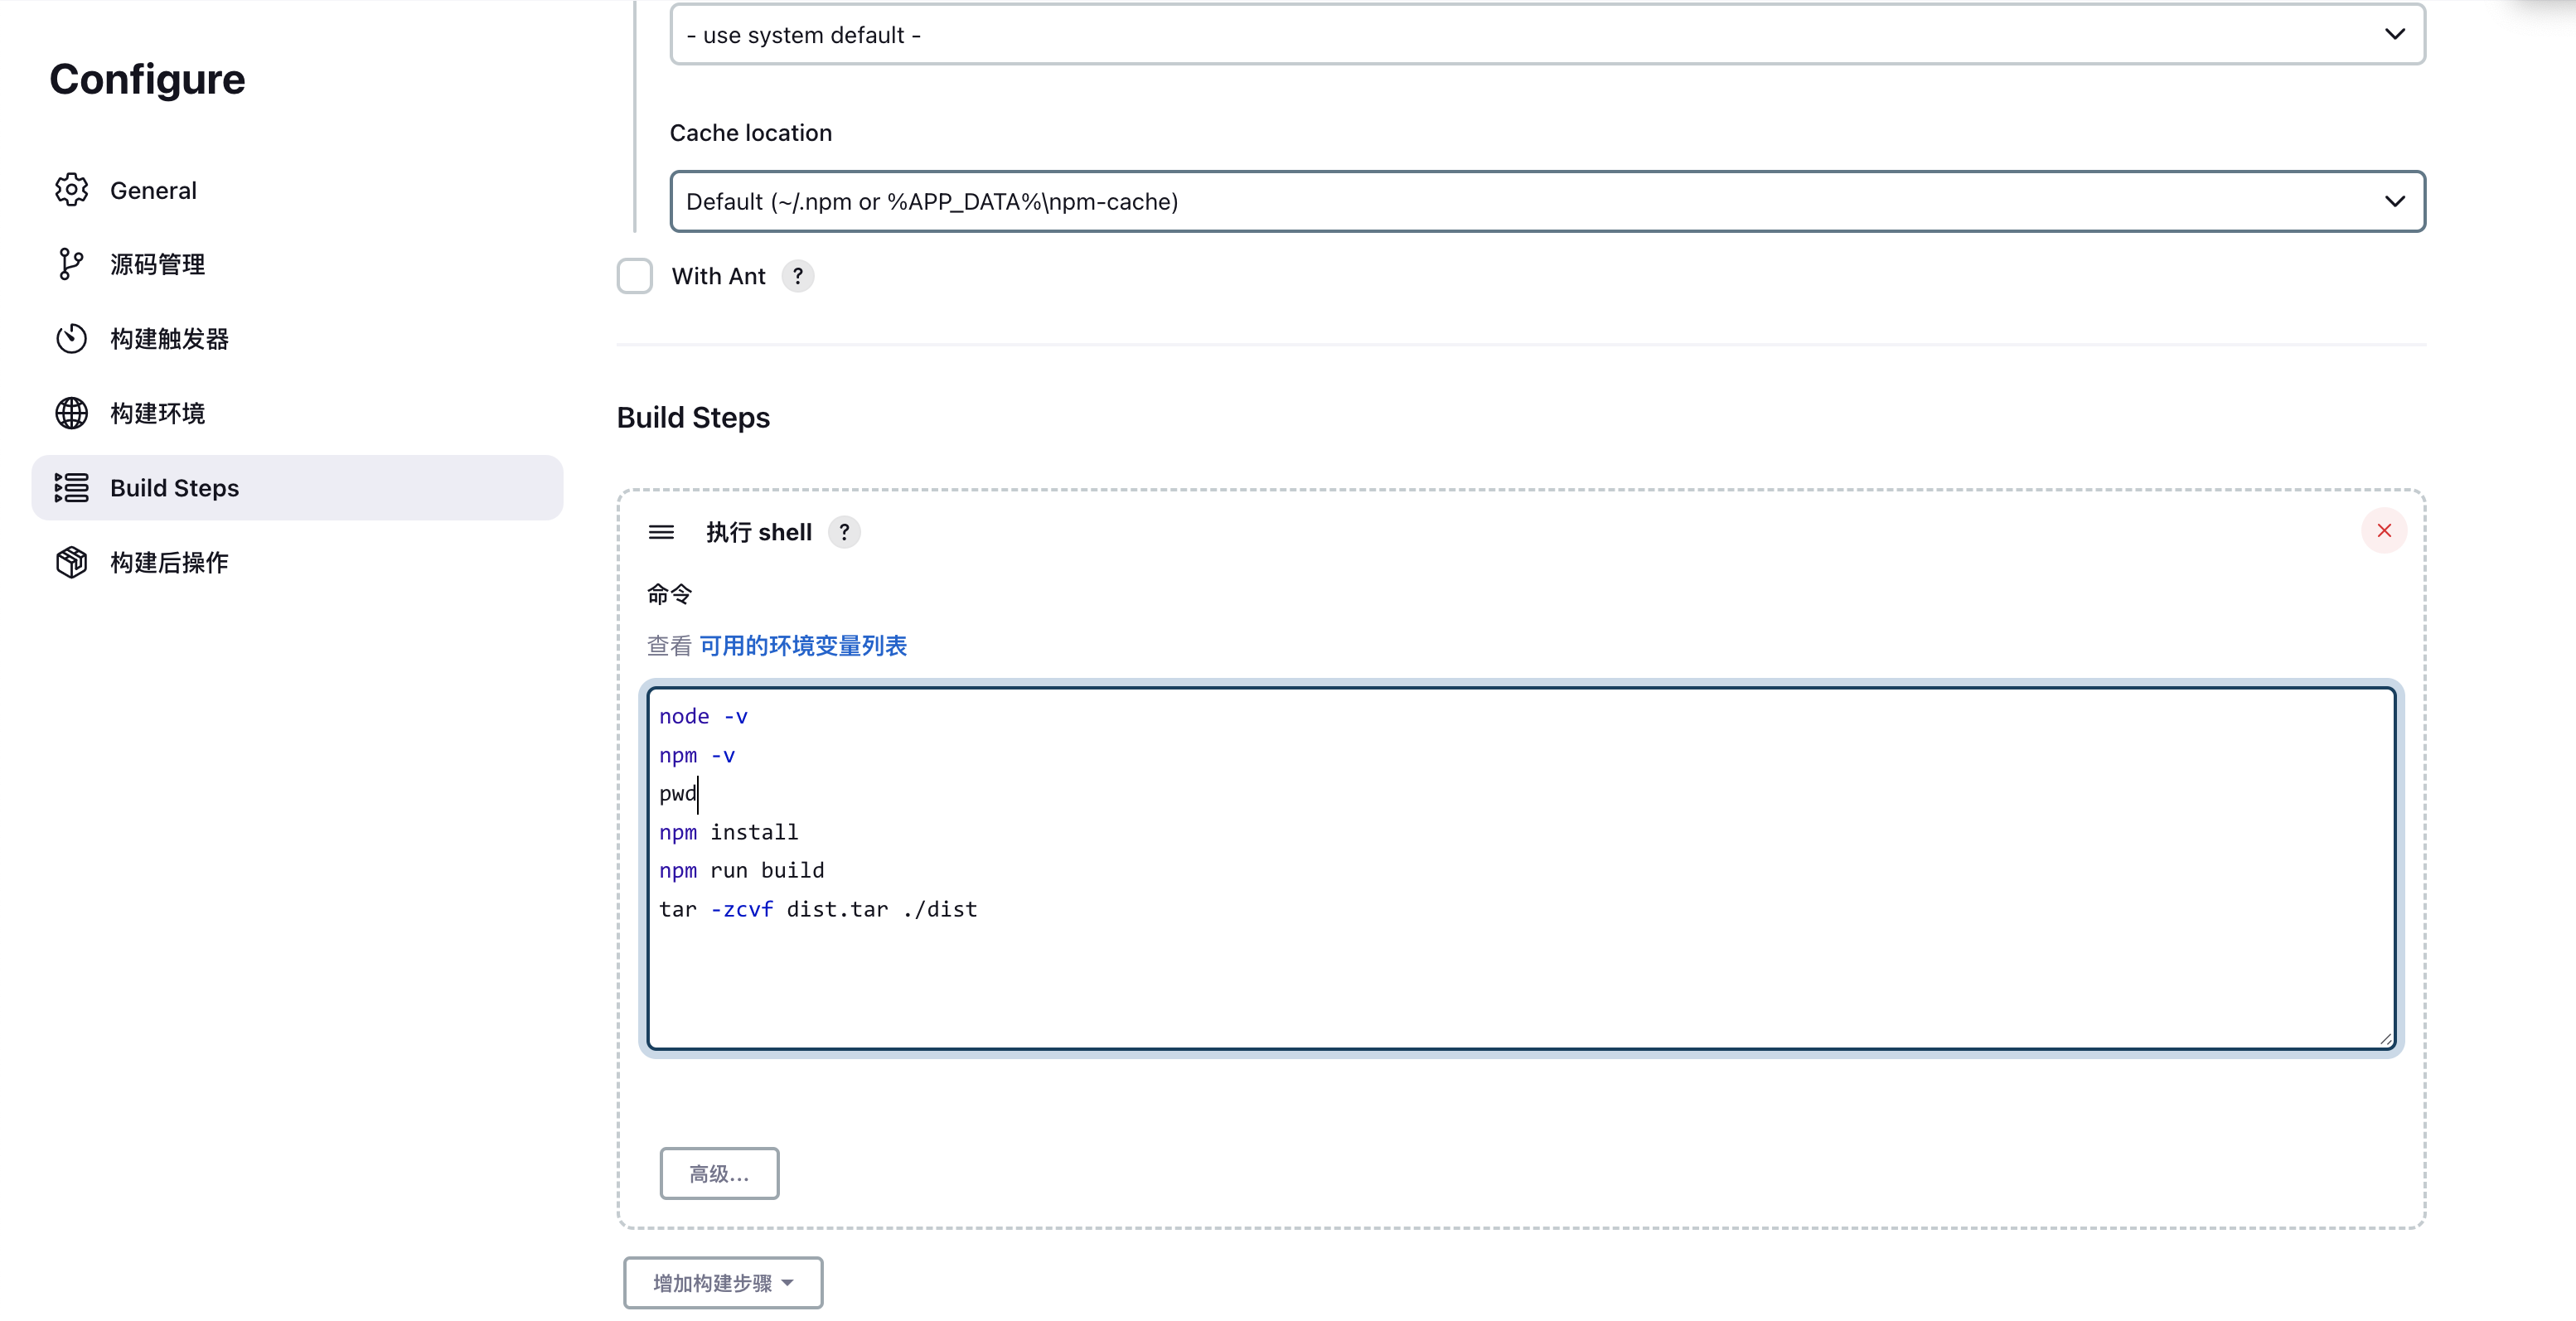 - use system default -
Configure
Cache location
General
Default (~/.npm or %APP_DATA%\npm-cache)
源码管理
With Ant ?
构建触发器
构建环境
Build Steps
Build Steps
执行 shell ?
构建后操作
命令
查看 可用的环境变量列表
node -v
npm -v
pwd
npm install
npm run build
tar -zcvf dist.tar ./dist
高级...
增加构建步骤